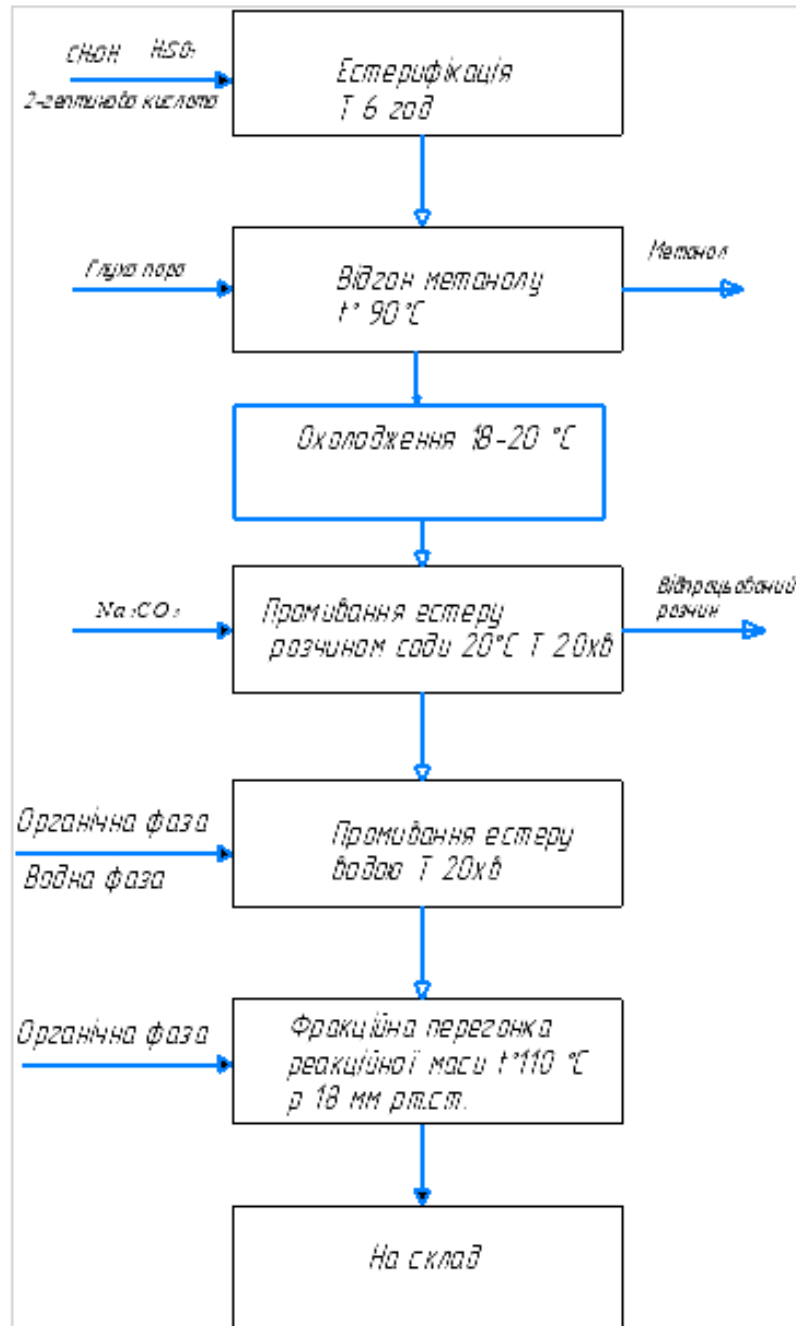 CH3OH H2SO4
2-гептинова кислота
Естерифікація
T 6 год
Глуха пара
Відгон метанолу
t° 90°C
Метанол
Охолодження 18-20 °C
Na2CO3
Промивання естеру
розчином соди 20°C T 20хв
Відпрацьований
розчин
Органічна фаза
Водна фаза
Промивання естеру
водою T 20хв
Органічна фаза
Фракційна перегонка
реакційної маси t°110 °C
p 18 мм рт.ст.
На склад